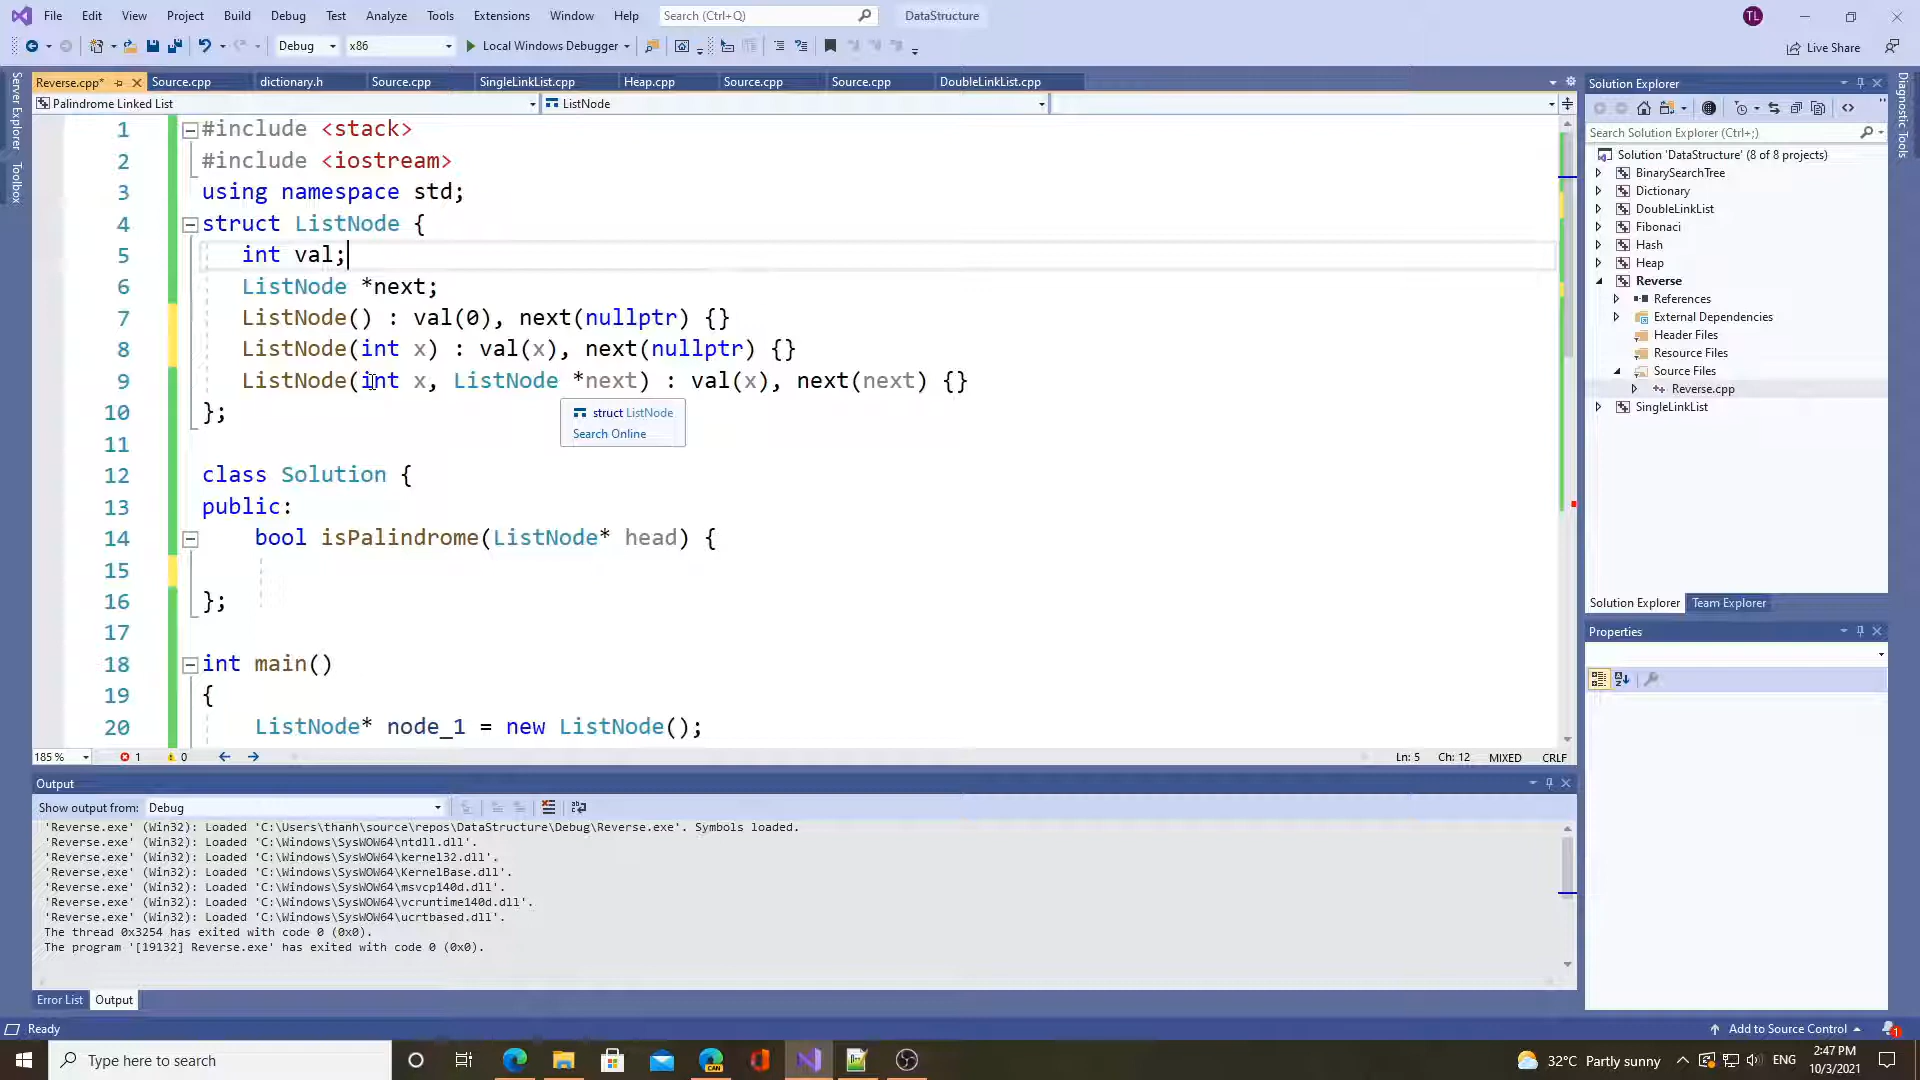 File Edit View Project Build Debug Test Analyze Tools Extensions Window Help Search (Ctrl+Q) DataStructure TL
Debug x86 Local Windows Debugger Live Share
Server Explorer
Toolbox
Diagnostic Tools
Reverse.cpp* Source.cpp dictionary.h Source.cpp SingleLinkList.cpp Heap.cpp Source.cpp Source.cpp DoubleLinkList.cpp
Palindrome Linked List ListNode
1 #include <stack>
2 #include <iostream>
3 using namespace std;
4 struct ListNode {
5 int val;
6 ListNode *next;
7 ListNode() : val(0), next(nullptr) {}
8 ListNode(int x) : val(x), next(nullptr) {}
9 ListNode(int x, ListNode *next) : val(x), next(next) {}
10 };
struct ListNode
Search Online
11
12 class Solution {
13 public:
14 bool isPalindrome(ListNode* head) {
15
16 };
17
18 int main()
19 {
20 ListNode* node_1 = new ListNode();
185 % 1 0 Ln: 5 Ch: 12 MIXED CRLF
Solution Explorer
Search Solution Explorer (Ctrl+;)
Solution 'DataStructure' (8 of 8 projects)
BinarySearchTree
Dictionary
DoubleLinkList
Fibonaci
Hash
Heap
Reverse
References
External Dependencies
Header Files
Resource Files
Source Files
Reverse.cpp
SingleLinkList
Solution Explorer Team Explorer
Properties
Output
Show output from: Debug
'Reverse.exe' (Win32): Loaded 'C:\Users\thanh\source\repos\DataStructure\Debug\Reverse.exe'. Symbols loaded.
'Reverse.exe' (Win32): Loaded 'C:\Windows\SysWOW64\ntdll.dll'.
'Reverse.exe' (Win32): Loaded 'C:\Windows\SysWOW64\kernel32.dll'.
'Reverse.exe' (Win32): Loaded 'C:\Windows\SysWOW64\KernelBase.dll'.
'Reverse.exe' (Win32): Loaded 'C:\Windows\SysWOW64\msvcp140d.dll'.
'Reverse.exe' (Win32): Loaded 'C:\Windows\SysWOW64\vcruntime140d.dll'.
'Reverse.exe' (Win32): Loaded 'C:\Windows\SysWOW64\ucrtbased.dll'.
The thread 0x3254 has exited with code 0 (0x0).
The program '[19132] Reverse.exe' has exited with code 0 (0x0).
Error List Output
Ready Add to Source Control 1
Type here to search CAN 32°C Partly sunny ENG 2:47 PM
10/3/2021